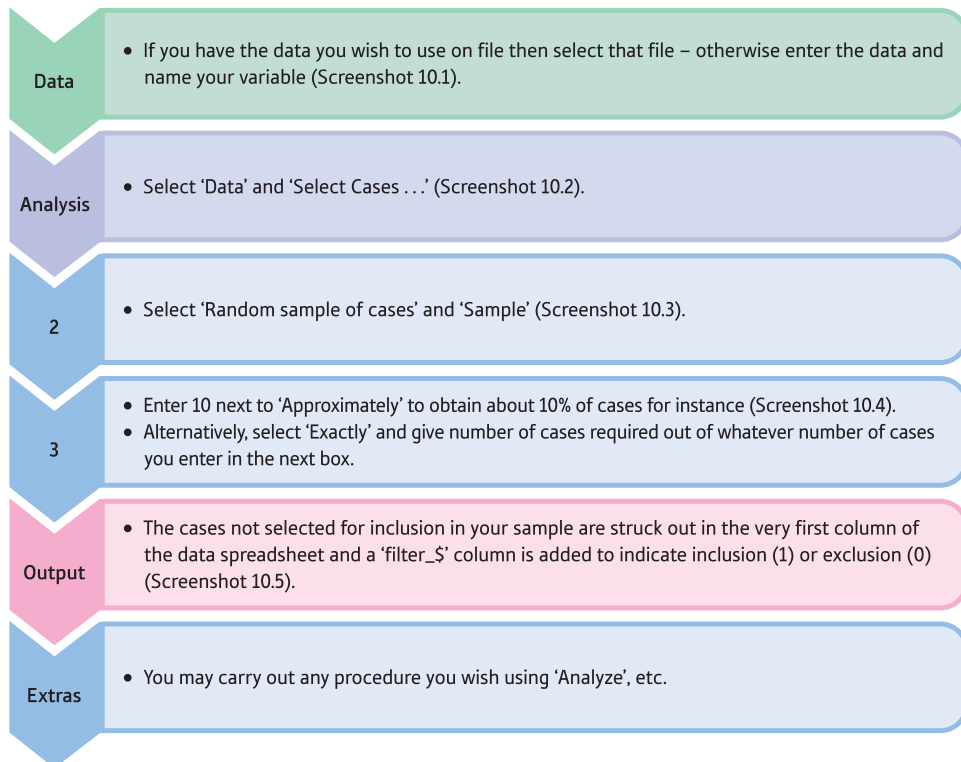 Data
• If you have the data you wish to use on file then select that file – otherwise enter the data and
name your variable (Screenshot 10.1).
Analysis
• Select ‘Data’ and ‘Select Cases . . .’ (Screenshot 10.2).
2
• Select ‘Random sample of cases’ and ‘Sample’ (Screenshot 10.3).
3
• Enter 10 next to ‘Approximately’ to obtain about 10% of cases for instance (Screenshot 10.4).
• Alternatively, select ‘Exactly’ and give number of cases required out of whatever number of cases
you enter in the next box.
Output
• The cases not selected for inclusion in your sample are struck out in the very first column of
the data spreadsheet and a ‘filter_$’ column is added to indicate inclusion (1) or exclusion (0)
(Screenshot 10.5).
Extras
• You may carry out any procedure you wish using ‘Analyze’, etc.